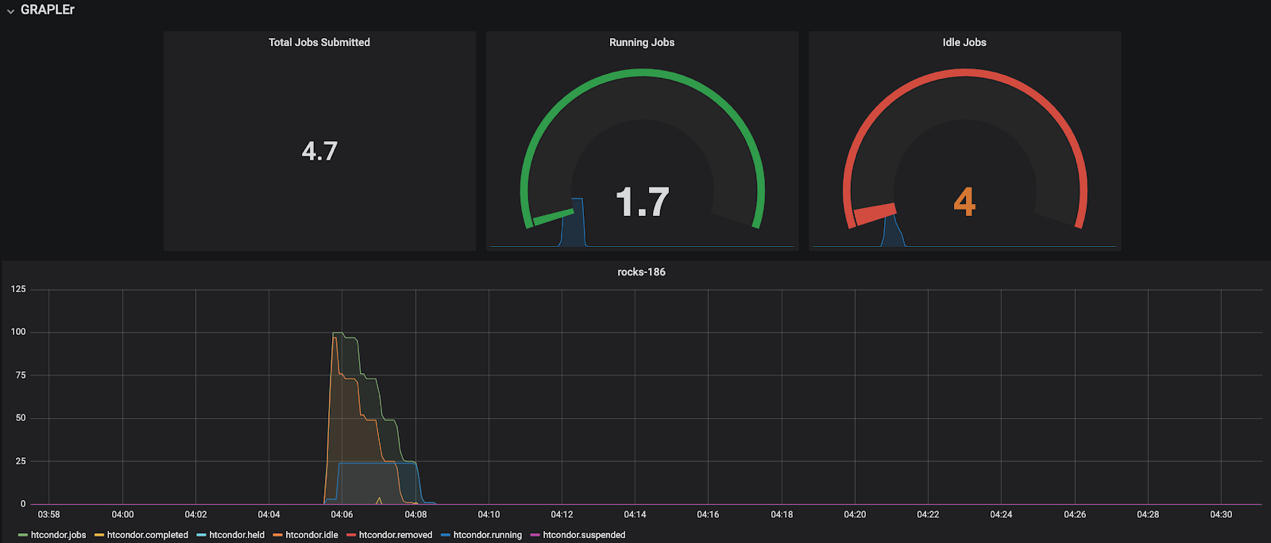 GRAPLEr
Total Jobs Submitted
Running Jobs
Idle Jobs
4.7
1.7
4
rocks-186
125
100
75
50
25
0
03:58 04:00 04:02 04:04 04:06 04:08 04:10 04:12 04:14 04:16 04:18 04:20 04:22 04:24 04:26 04:28 04:30
htcondor.jobs htcondor.completed htcondor.held htcondor.idle htcondor.removed htcondor.running htcondor.suspended